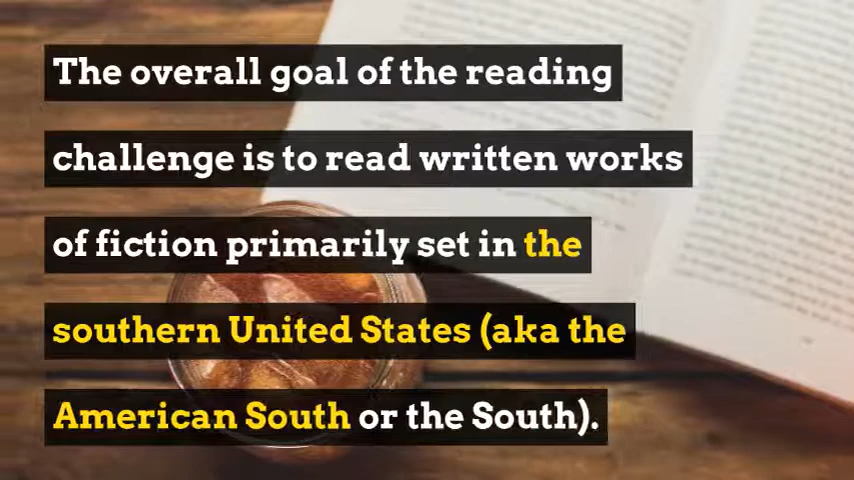 The overall goal of the reading
challenge is to read written works
of fiction primarily set in the
southern United States (aka the
American South or the South).